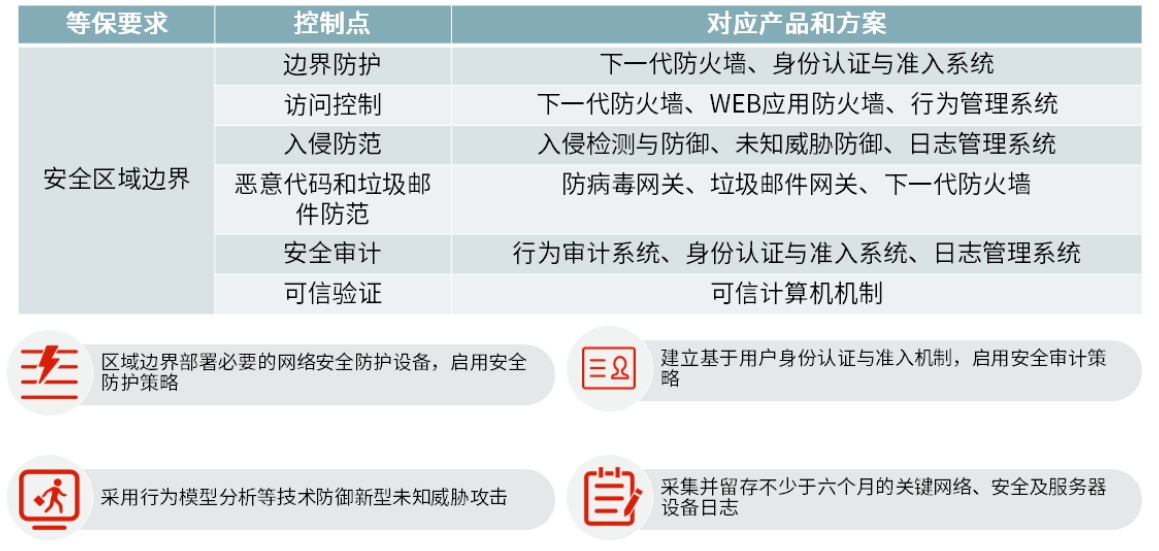 等保要求 控制点 对应产品和方案
安全区域边界
边界防护 下一代防火墙、身份认证与准入系统
访问控制 下一代防火墙、WEB应用防火墙、行为管理系统
入侵防范 入侵检测与防御、未知威胁防御、日志管理系统
恶意代码和垃圾邮
件防范
防病毒网关、垃圾邮件网关、下一代防火墙
安全审计 行为审计系统、身份认证与准入系统、日志管理系统
可信验证 可信计算机机制
区域边界部署必要的网络安全防护设备，启用安全
防护策略
建立基于用户身份认证与准入机制，启用安全审计策
略
采用行为模型分析等技术防御新型未知威胁攻击
采集并留存不少于六个月的关键网络、安全及服务器
设备日志